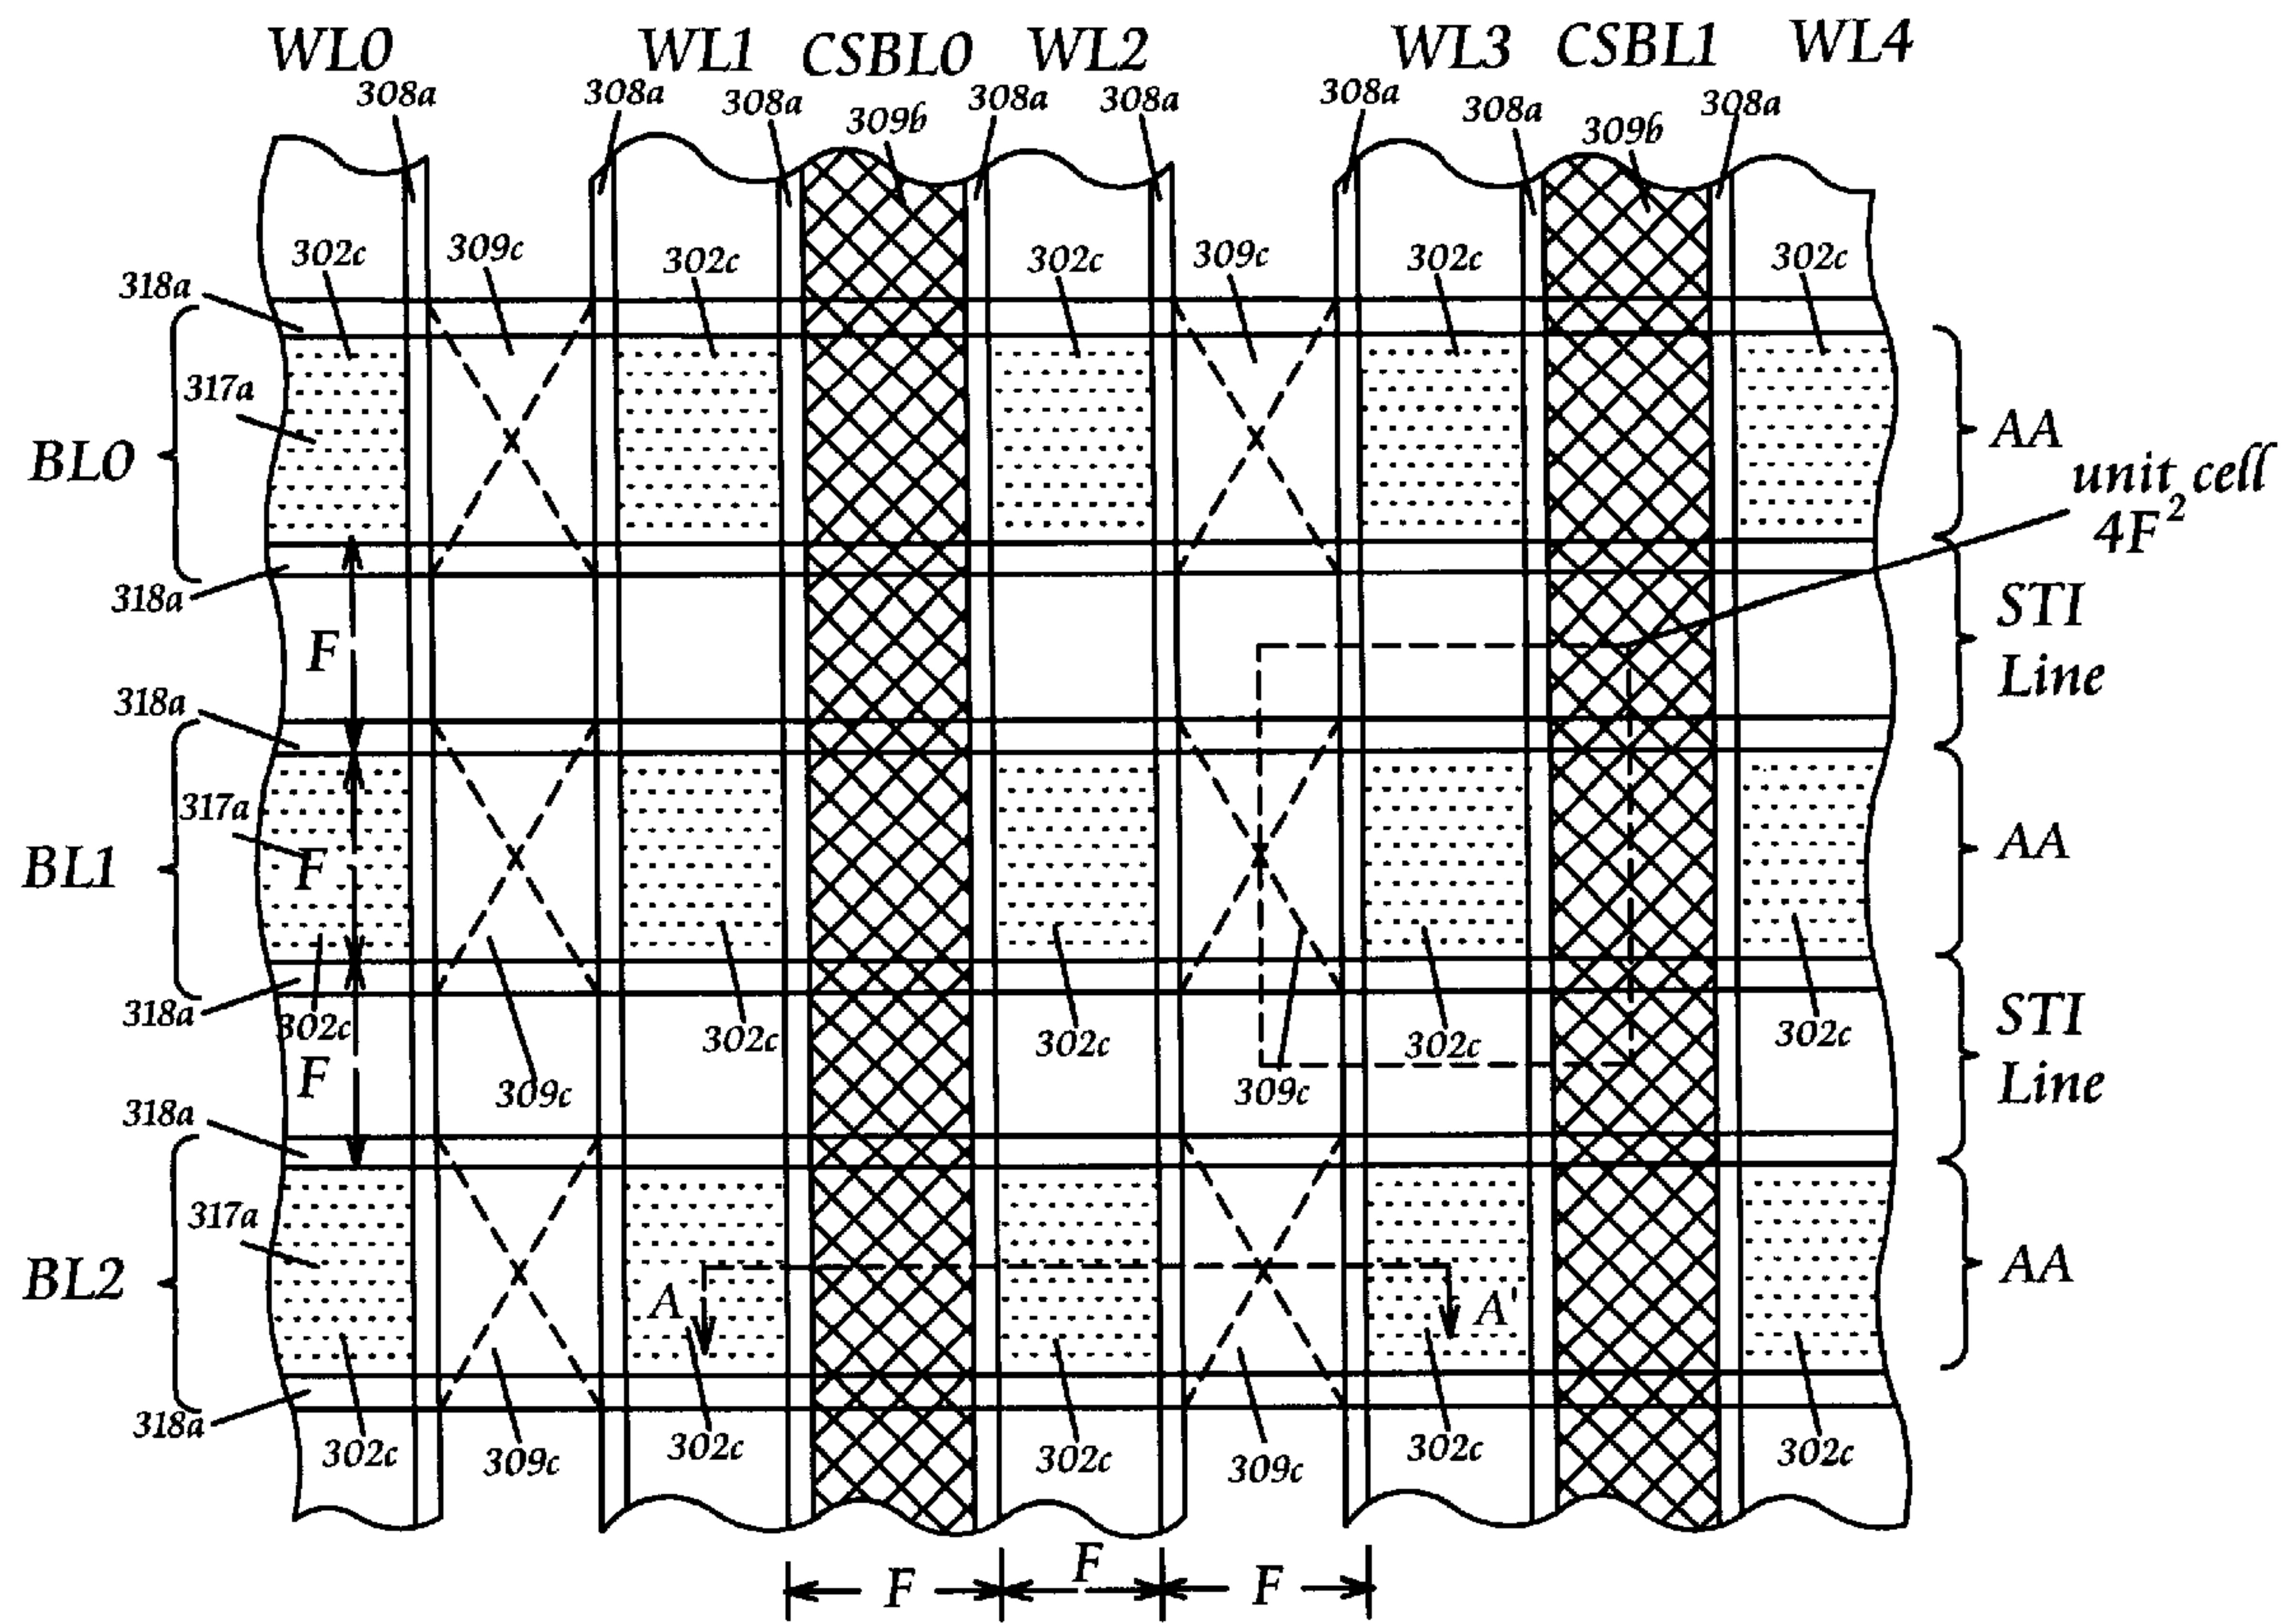 WL0 WL1 CSBL0 WL2 WL3 CSBL1 WL4
308a 308a 308a 309b 308a 308a 308a 308a 309b 308a
302c 309c 302c 302c 309c 302c 302c
318a
317a
BL0
AA
unit cell
4F²
318a
F
STI
Line
318a
317a
BL1
F
AA
302c
318a
302c 309c 302c 302c 309c 302c 302c
F
STI
Line
318a
317a
BL2
A A'
AA
318a
302c 309c 302c 302c 309c 302c 302c
F F F